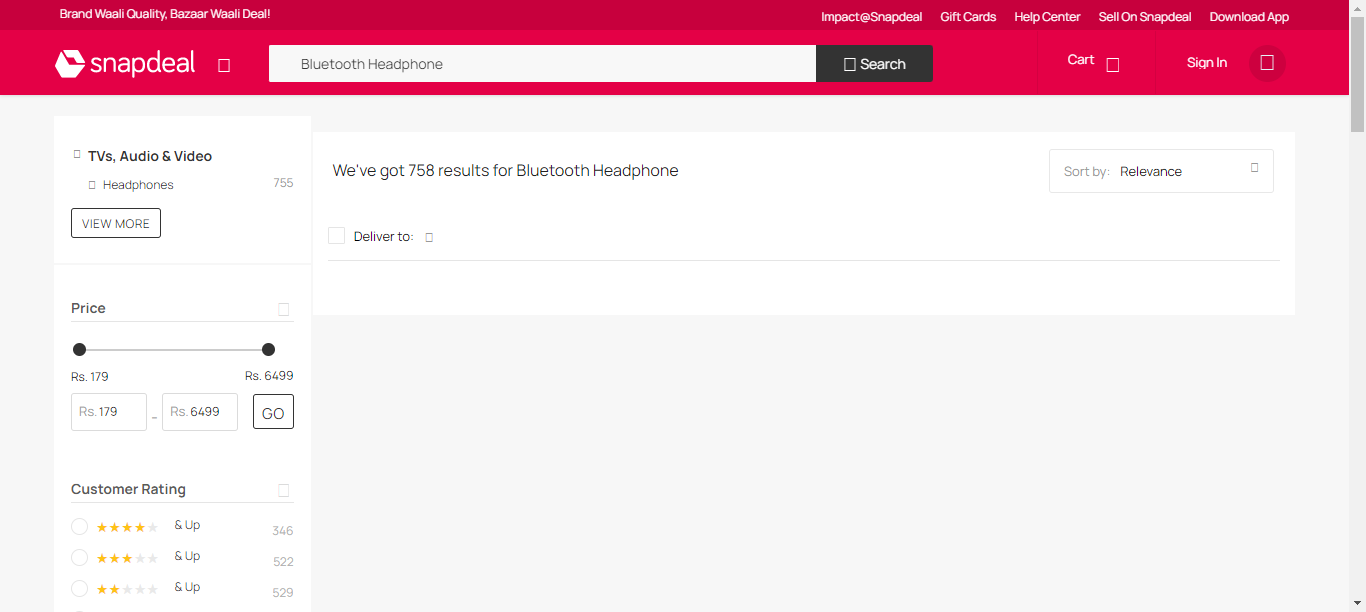 Brand Waali Quality, Bazaar Waali Deal!
Impact@Snapdeal Gift Cards Help Center Sell On Snapdeal Download App
snapdeal
Bluetooth Headphone
Search
Cart
Sign In
TVs, Audio & Video
Headphones 755
VIEW MORE
We've got 758 results for Bluetooth Headphone
Sort by: Relevance
Deliver to:
Price
Rs. 179 Rs. 6499
Rs. 179 - Rs. 6499 GO
Customer Rating
& Up 346
& Up 522
& Up 529